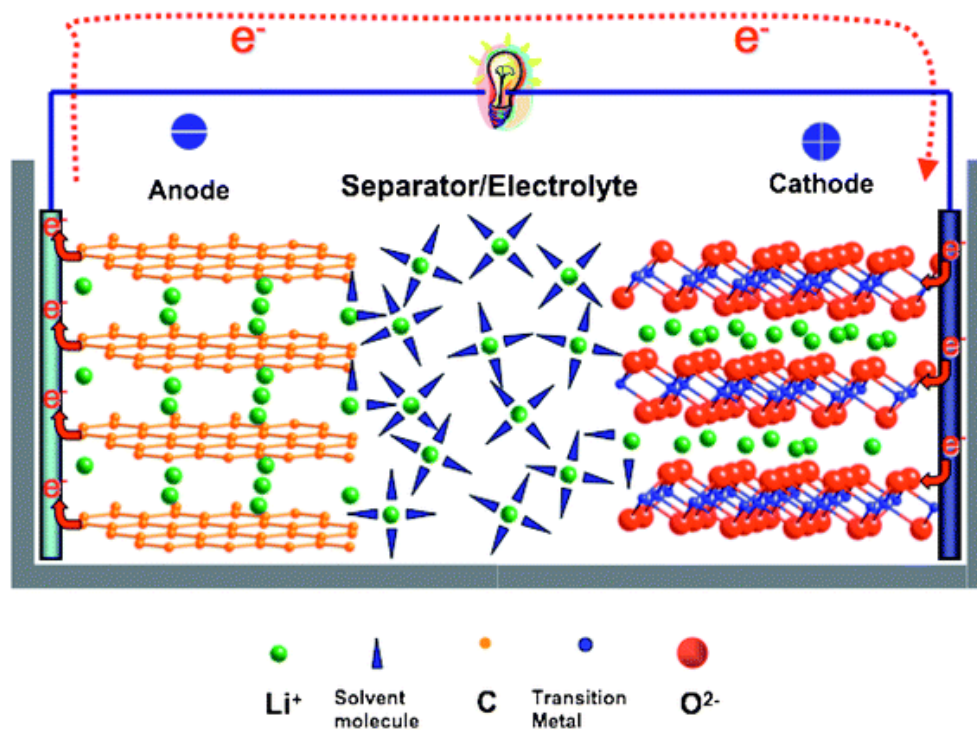 e⁻ e⁻
Anode Separator/Electrolyte Cathode
e⁻ e⁻
e⁻ e⁻
e⁻ e⁻
e⁻
Li⁺ Solvent molecule C Transition Metal O²⁻